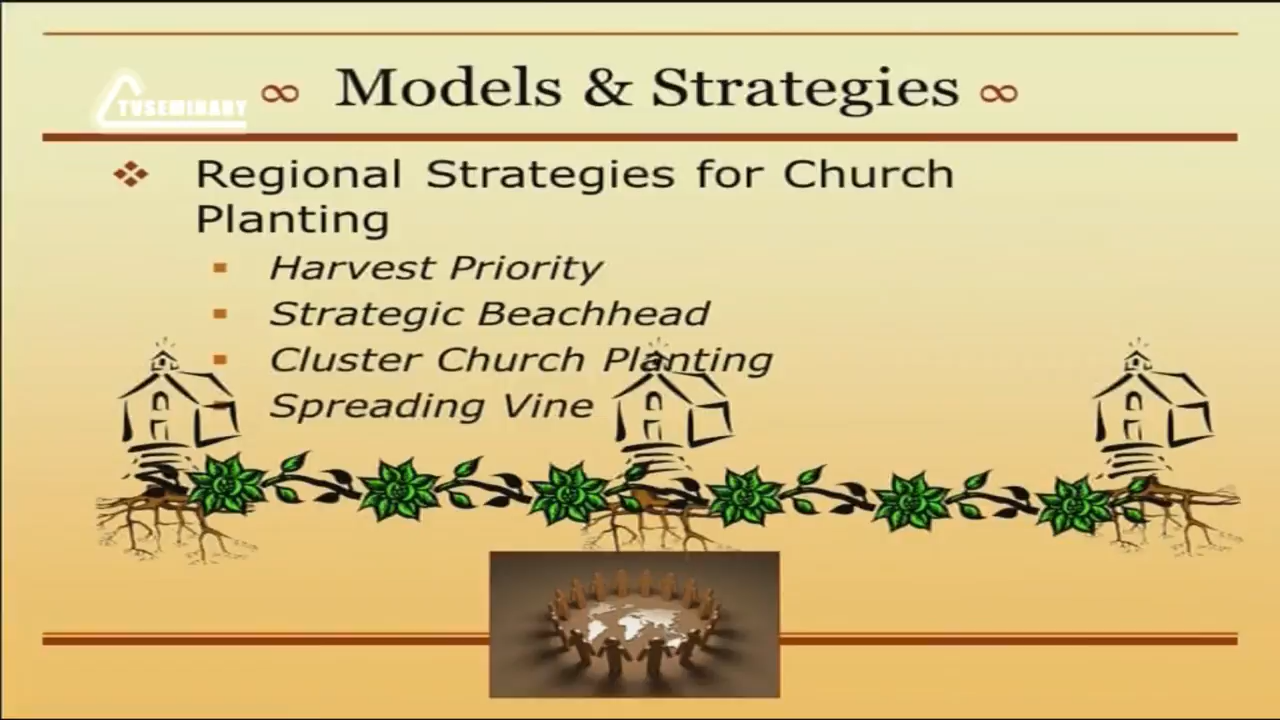 TUSEMINARY
∞ Models & Strategies ∞
Regional Strategies for Church
Planting
Harvest Priority
Strategic Beachhead
Cluster Church Planting
Spreading Vine